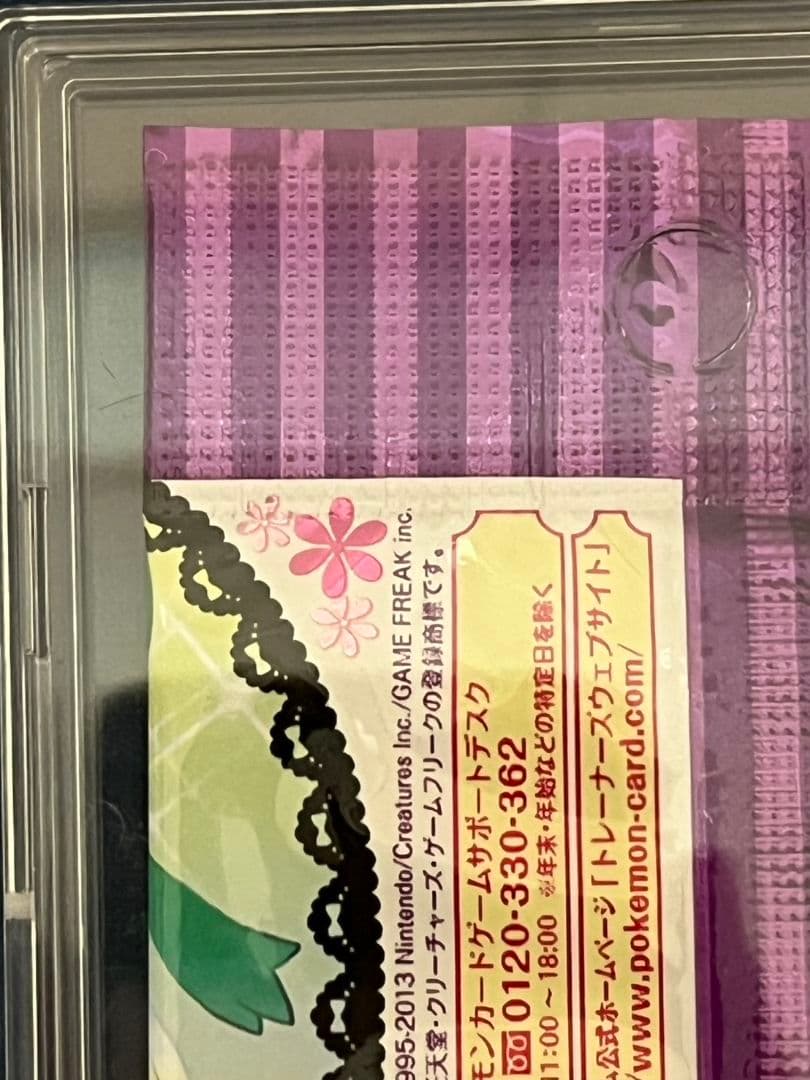 995-2013 Nintendo/Creatures Inc./GAME FREAK inc.
天堂・クリーチャーズ・ゲームフリークの登録商標です。
モンカードゲームサポートデスク
0120-330-362
11:00～18:00 ※年末・年始などの特定日を除く
公式ホームページ「トレーナーズウェブサイト」
/www.pokemon-card.com/